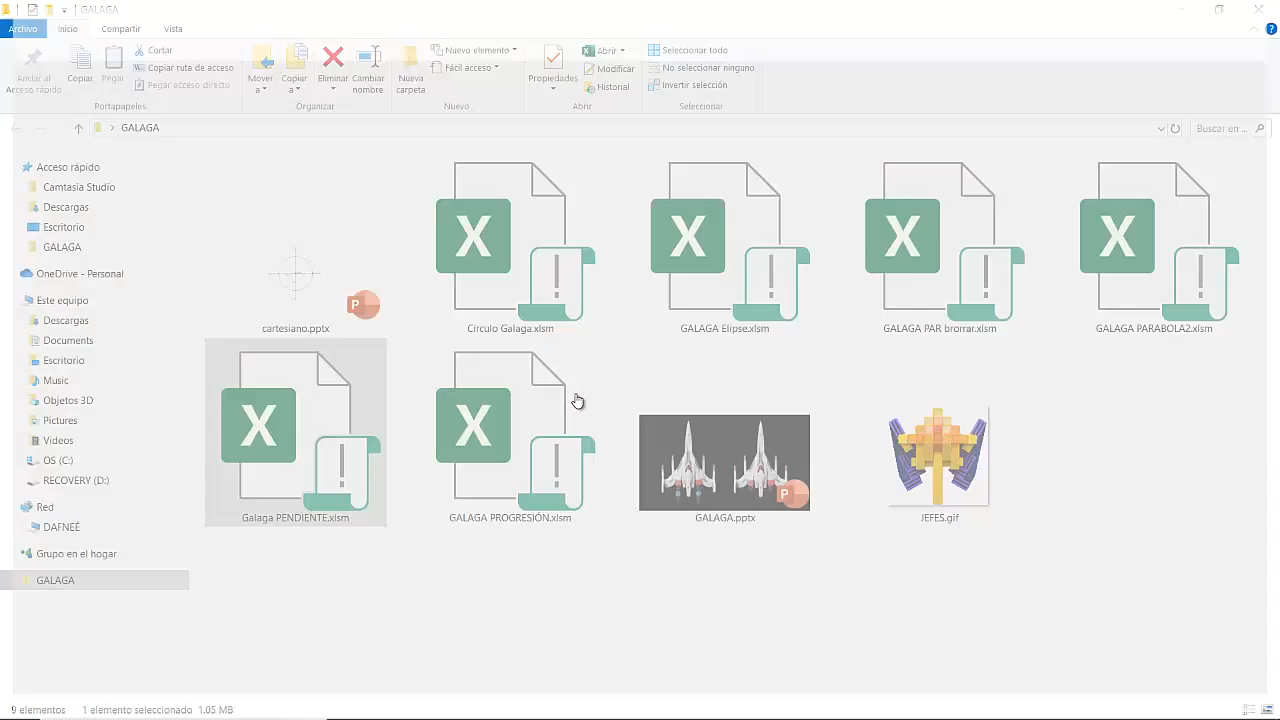 GALAGA
Archivo Inicio Compartir Vista
Anclar al Acceso rápido
Copiar
Pegar
Cortar
Copiar ruta de acceso
Pegar acceso directo
Portapapeles
Mover a
Copiar a
Eliminar
Cambiar nombre
Organizar
Nueva carpeta
Nuevo elemento
Fácil acceso
Nuevo
Propiedades
Abrir
Modificar
Historial
Abrir
Seleccionar todo
No seleccionar ninguno
Invertir selección
Seleccionar
GALAGA
Buscar en ...
Acceso rápido
Camtasia Studio
Descargas
Escritorio
GALAGA
OneDrive - Personal
Este equipo
Descargas
Documents
Escritorio
Music
Objetos 3D
Pictures
Videos
OS (C:)
RECOVERY (D:)
Red
DAFNEÉ
Grupo en el hogar
GALAGA
cartesiano.pptx
Círculo Galaga.xlsm
GALAGA Elipse.xlsm
GALAGA PAR brorrar.xlsm
GALAGA PARABOLA2.xlsm
Galaga PENDIENTE.xlsm
GALAGA PROGRESIÓN.xlsm
GALAGA.pptx
JEFES.gif
9 elementos 1 elemento seleccionado 1.05 MB